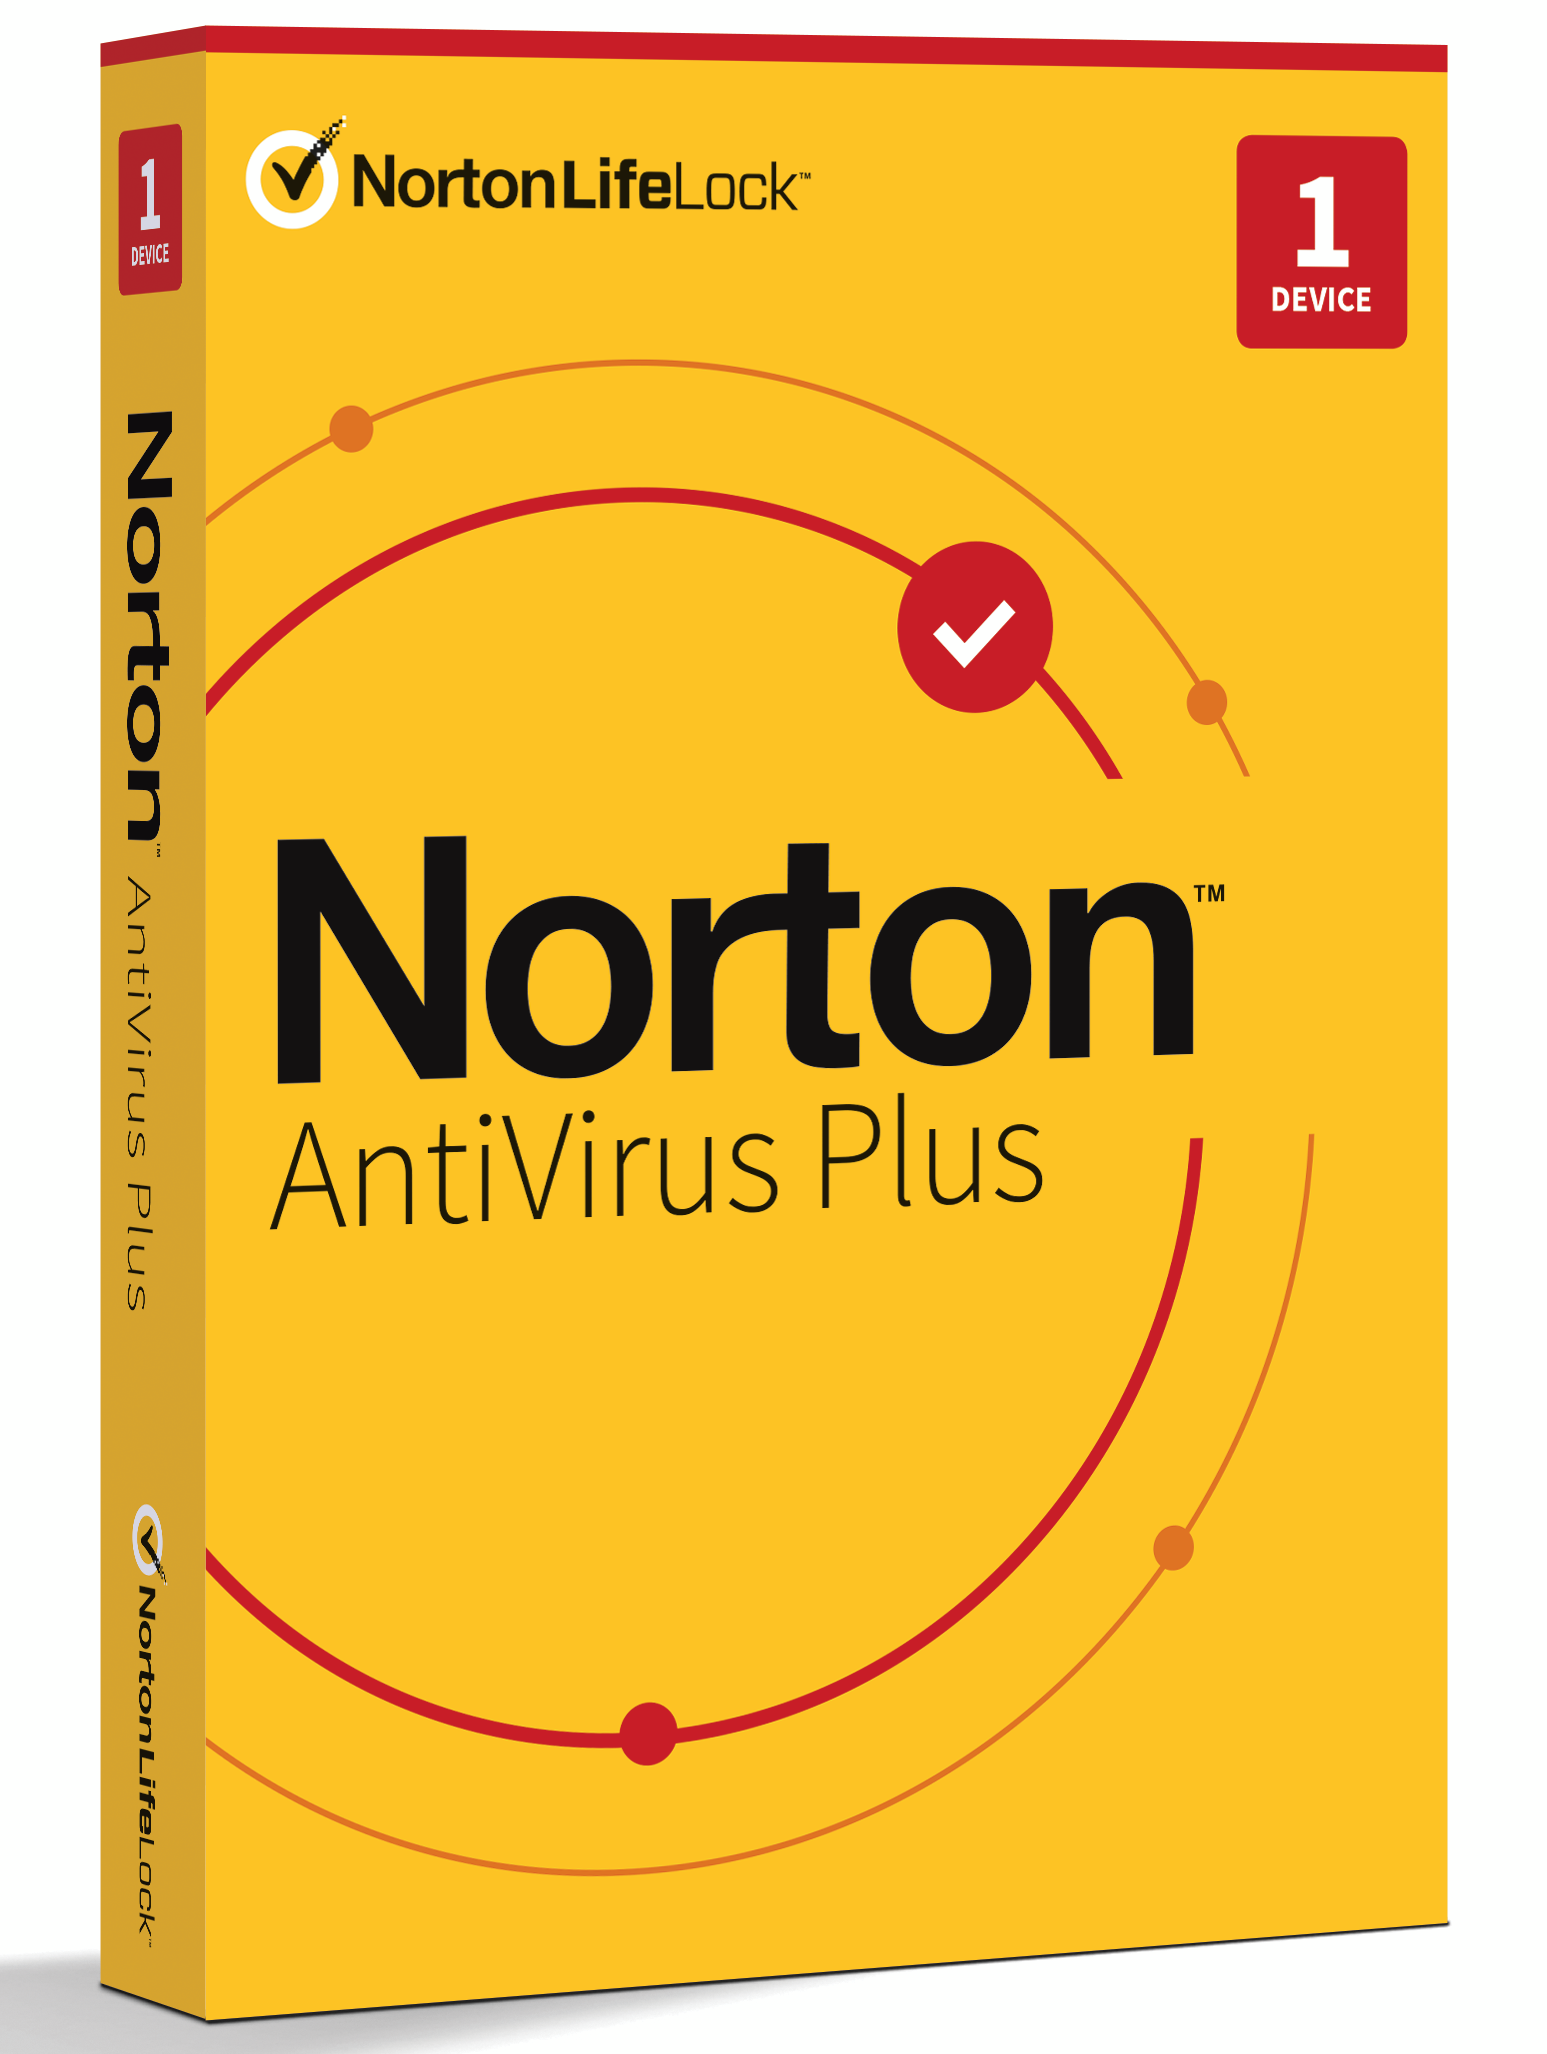 NortonLifeLock™
1
DEVICE
Norton™
AntiVirus Plus
1
DEVICE
Norton™ AntiVirus Plus
NortonLifeLock™